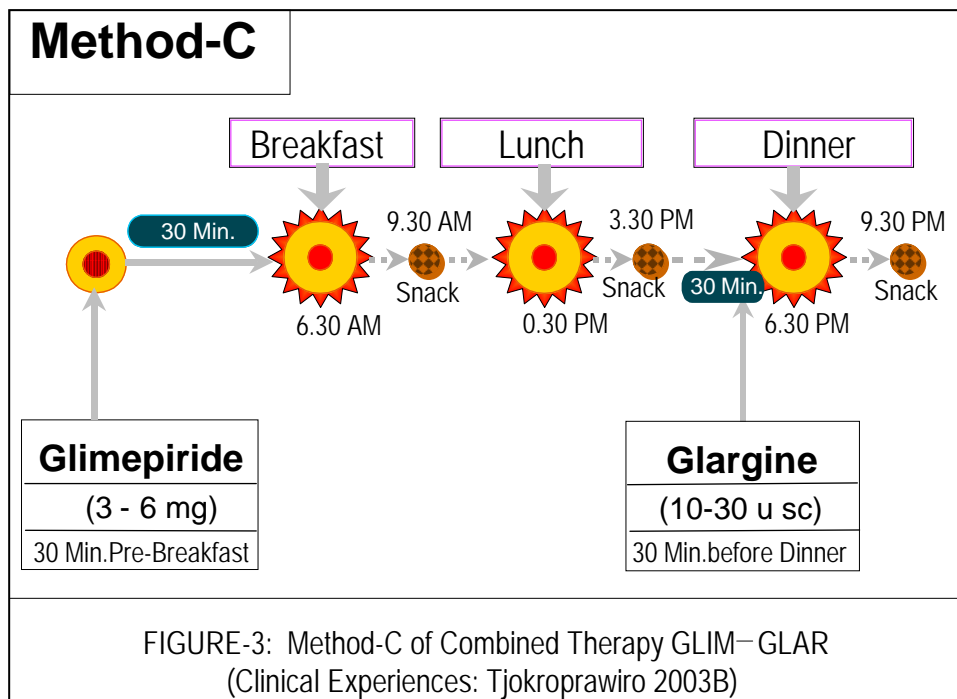 Method-C
Breakfast
Lunch
Dinner
30 Min.
9.30 AM
3.30 PM
9.30 PM
Snack
Snack
30 Min.
Snack
6.30 AM
0.30 PM
6.30 PM
Glimepiride
(3 - 6 mg)
30 Min.Pre-Breakfast
Glargine
(10-30 u sc)
30 Min.before Dinner
FIGURE-3: Method-C of Combined Therapy GLIM–GLAR
(Clinical Experiences: Tjokroprawiro 2003B)